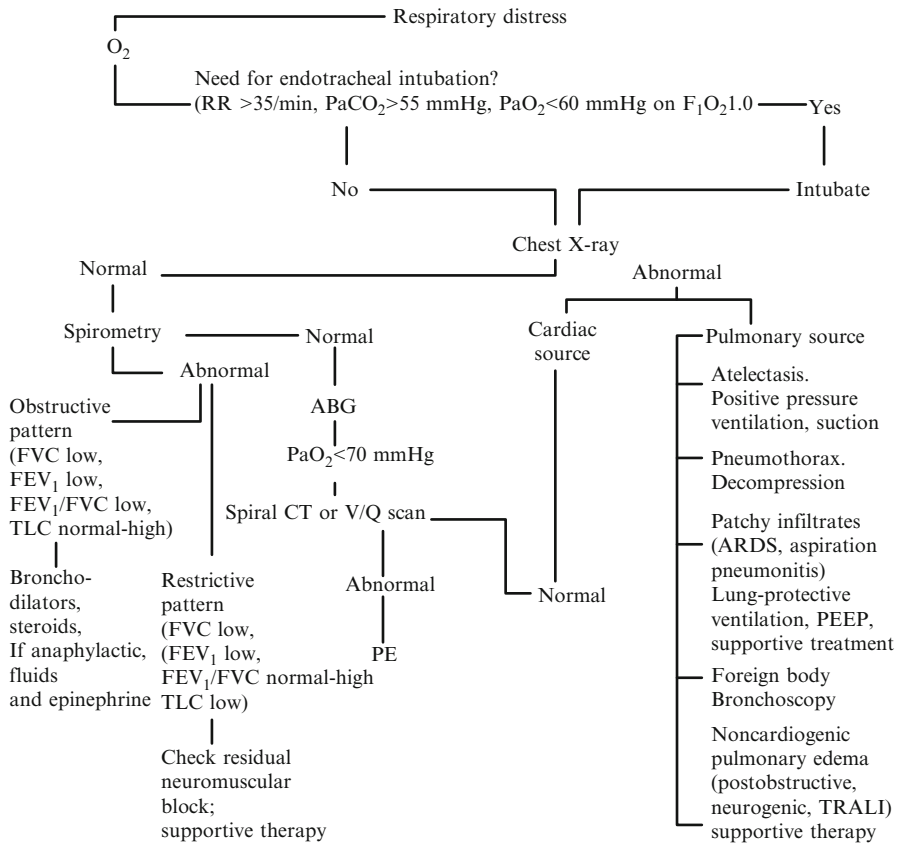 Respiratory distress
O₂
Need for endotracheal intubation?
(RR >35/min, PaCO₂>55 mmHg, PaO₂<60 mmHg on F₁O₂1.0
Yes
No
Intubate
Chest X-ray
Normal
Abnormal
Spirometry
Normal
Cardiac
source
Pulmonary source
Abnormal
Obstructive
pattern
(FVC low,
FEV₁ low,
FEV₁/FVC low,
TLC normal-high)
ABG
PaO₂<70 mmHg
Spiral CT or V/Q scan
Abnormal
PE
Normal
Broncho-
dilators,
steroids,
If anaphylactic,
fluids
and epinephrine
Restrictive
pattern
(FVC low,
(FEV₁ low,
FEV₁/FVC normal-high
TLC low)
Check residual
neuromuscular
block;
supportive therapy
Atelectasis.
Positive pressure
ventilation, suction
Pneumothorax.
Decompression
Patchy infiltrates
(ARDS, aspiration
pneumonitis)
Lung-protective
ventilation, PEEP,
supportive treatment
Foreign body
Bronchoscopy
Noncardiogenic
pulmonary edema
(postobstructive,
neurogenic, TRALI)
supportive therapy